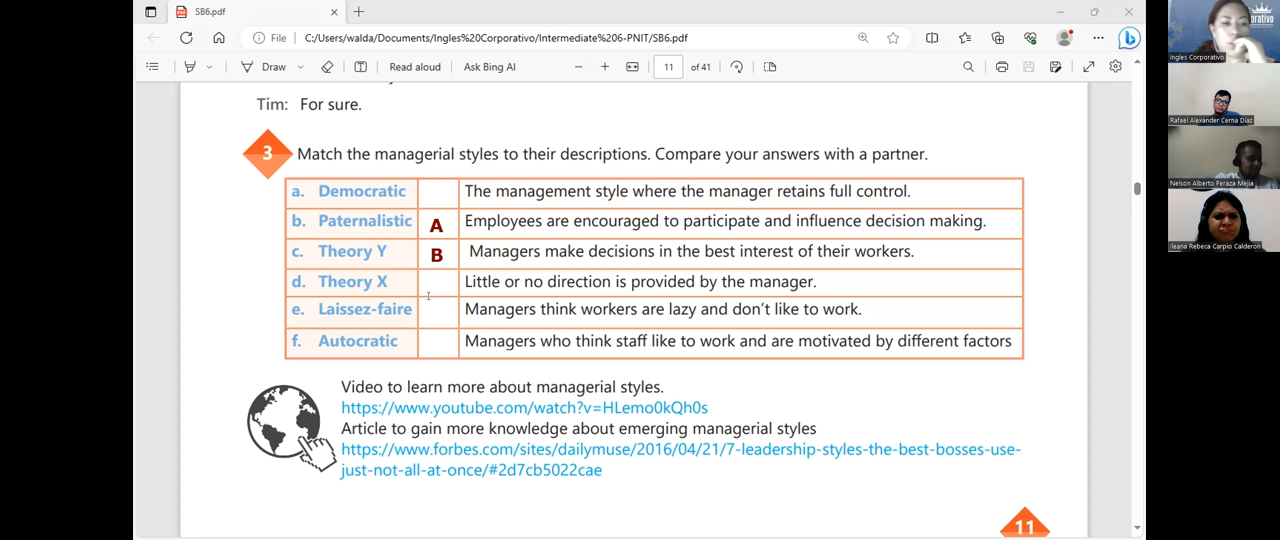 SB6.pdf
File C:/Users/walda/Documents/Ingles%20Corporativo/Intermediate%206-PNIT/SB6.pdf
Draw Read aloud Ask Bing AI 11 of 41
Tim: For sure.
3 Match the managerial styles to their descriptions. Compare your answers with a partner.
a. Democratic The management style where the manager retains full control.
b. Paternalistic A Employees are encouraged to participate and influence decision making.
c. Theory Y B Managers make decisions in the best interest of their workers.
d. Theory X Little or no direction is provided by the manager.
e. Laissez-faire Managers think workers are lazy and don't like to work.
f. Autocratic Managers who think staff like to work and are motivated by different factors
Video to learn more about managerial styles.
https://www.youtube.com/watch?v=HLemo0kQh0s
Article to gain more knowledge about emerging managerial styles
https://www.forbes.com/sites/dailymuse/2016/04/21/7-leadership-styles-the-best-bosses-use-
just-not-all-at-once/#2d7cb5022cae
11
orativo
Ingles Corporativo
Rafael Alexander Cerna Diaz
Nelson Alberto Peraza Mejia
Ileana Rebeca Carpio Calderon